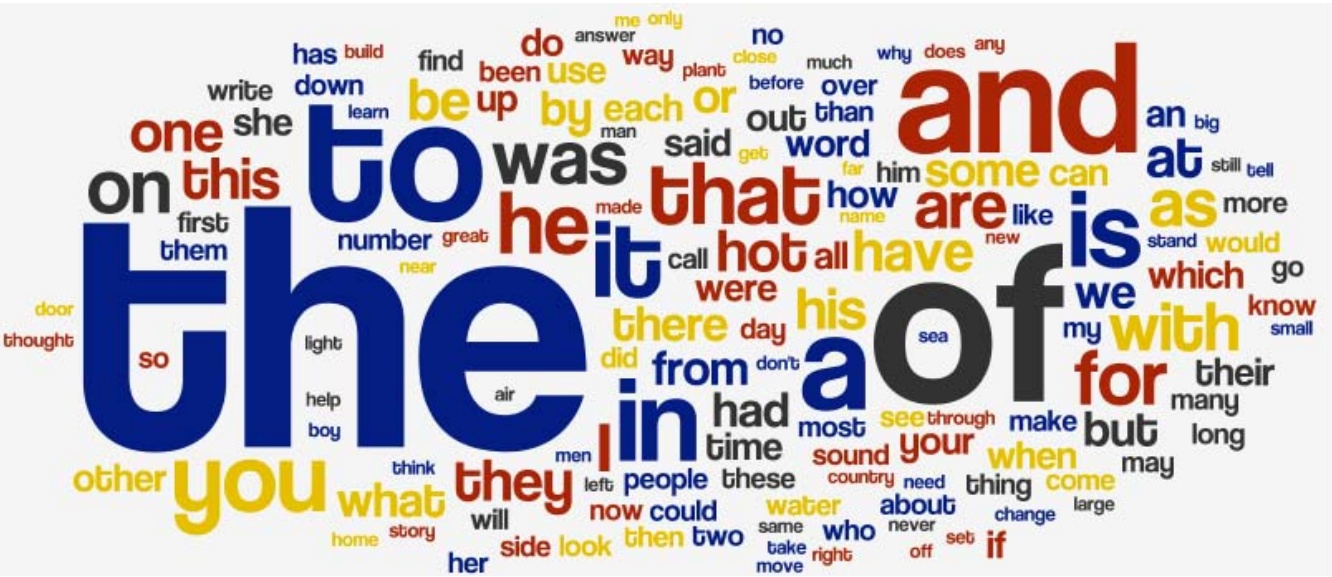 me only
has build find do answer way no
been use plant close much why does any
write down learn be up by each or before over and
one she to man said get out than word an big
on this was far him some can at still tell
first he made that how name are like is as more
them number great it call hot all have new stand would
the near were his of we which go
door there day my with know
thought so light did from don't a sea small
help air in had for their
boy I time most see through make but many long
other you think men they left people these sound your when may
what country need thing come
home story will now could water about change large
her side look then two same who never
take right off set if
move